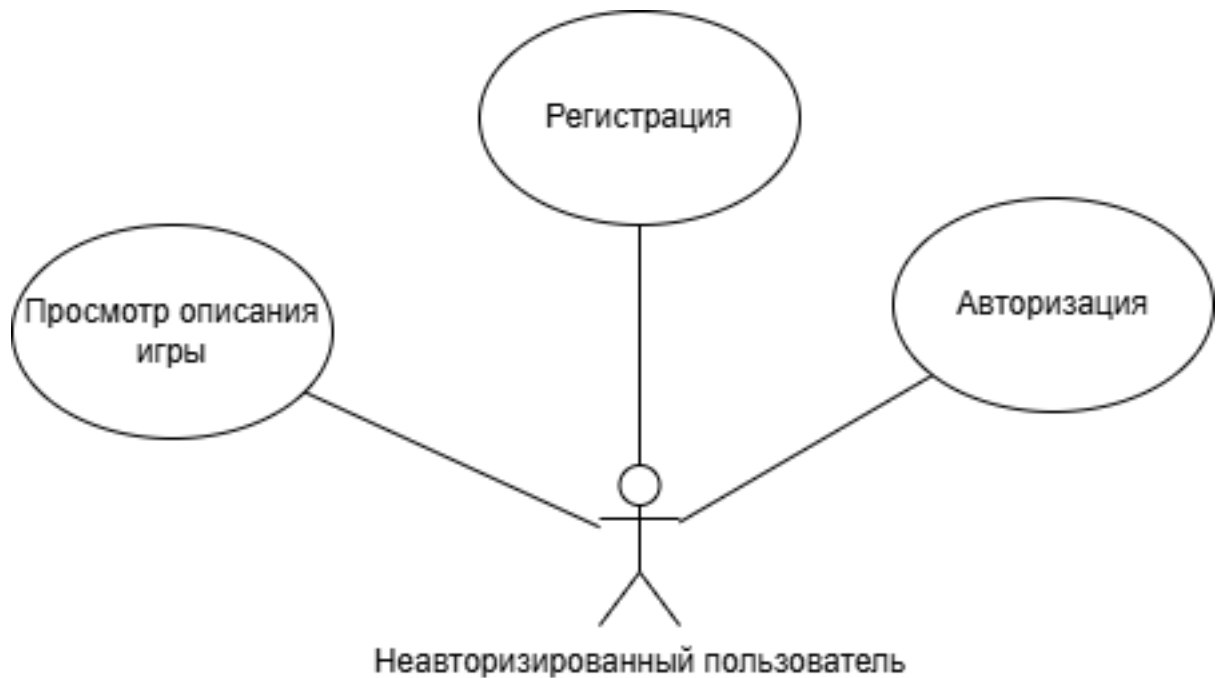 Регистрация
Просмотр описания
игры
Авторизация
Неавторизированный пользователь